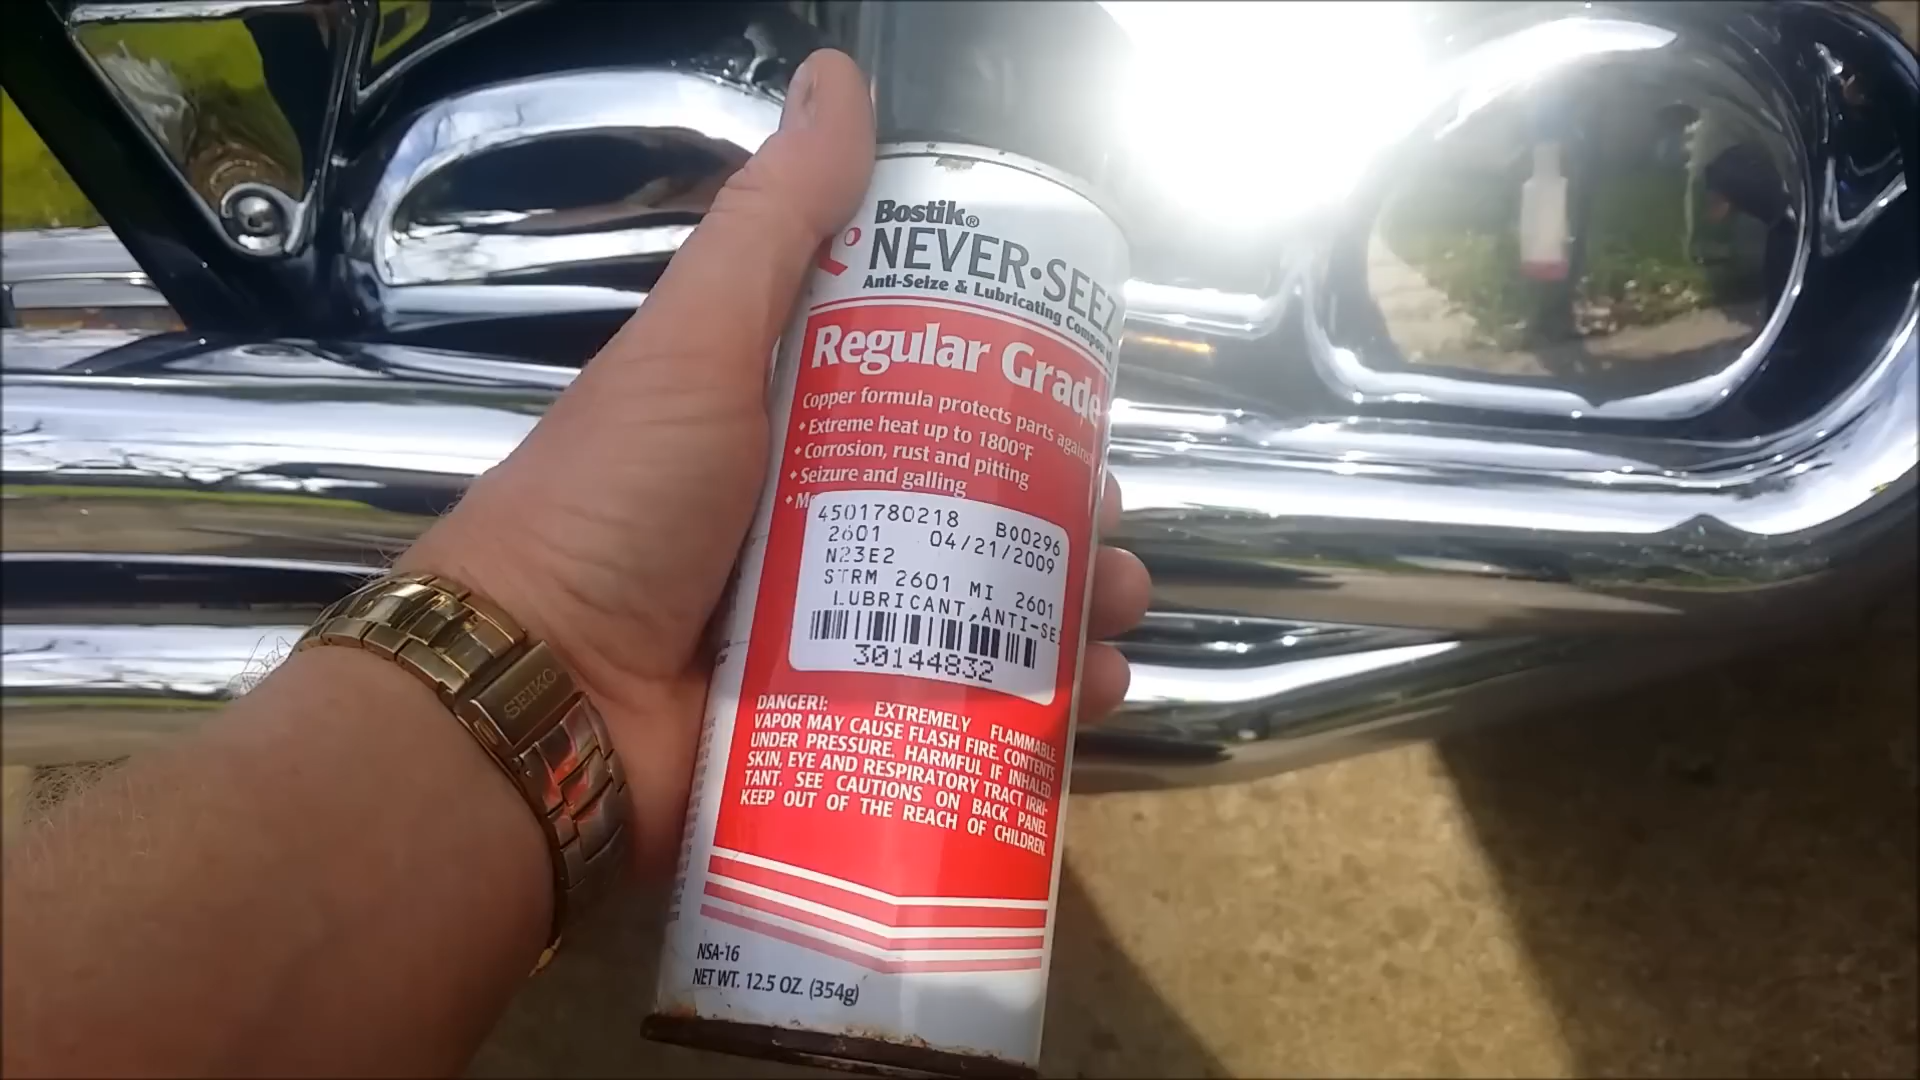 Bostik®
NEVER•SEEZ
Anti-Seize & Lubricating Compound
Regular Grade
Copper formula protects parts against
• Extreme heat up to 1800°F
• Corrosion, rust and pitting
• Seizure and galling
4501780218 B00296
2601 04/21/2009
N23E2
STRM 2601 MI 2601
LUBRICANT,ANTI-SE
30144832
DANGER!: EXTREMELY FLAMMABLE
VAPOR MAY CAUSE FLASH FIRE. CONTENTS
UNDER PRESSURE. HARMFUL IF INHALED.
SKIN, EYE AND RESPIRATORY TRACT IRRI-
TANT. SEE CAUTIONS ON BACK PANEL.
KEEP OUT OF THE REACH OF CHILDREN.
NSA-16
NET WT. 12.5 OZ. (354g)
SEIKO